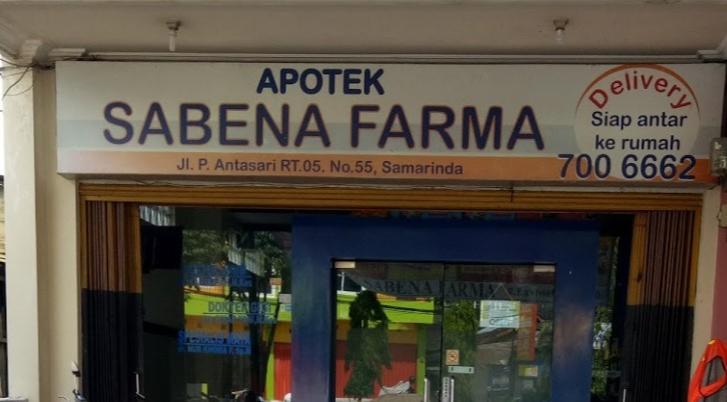 APOTEK
SABENA FARMA
Jl. P. Antasari RT.05. No.55, Samarinda
Delivery
Siap antar
ke rumah
700 6662
SABENA FARMA